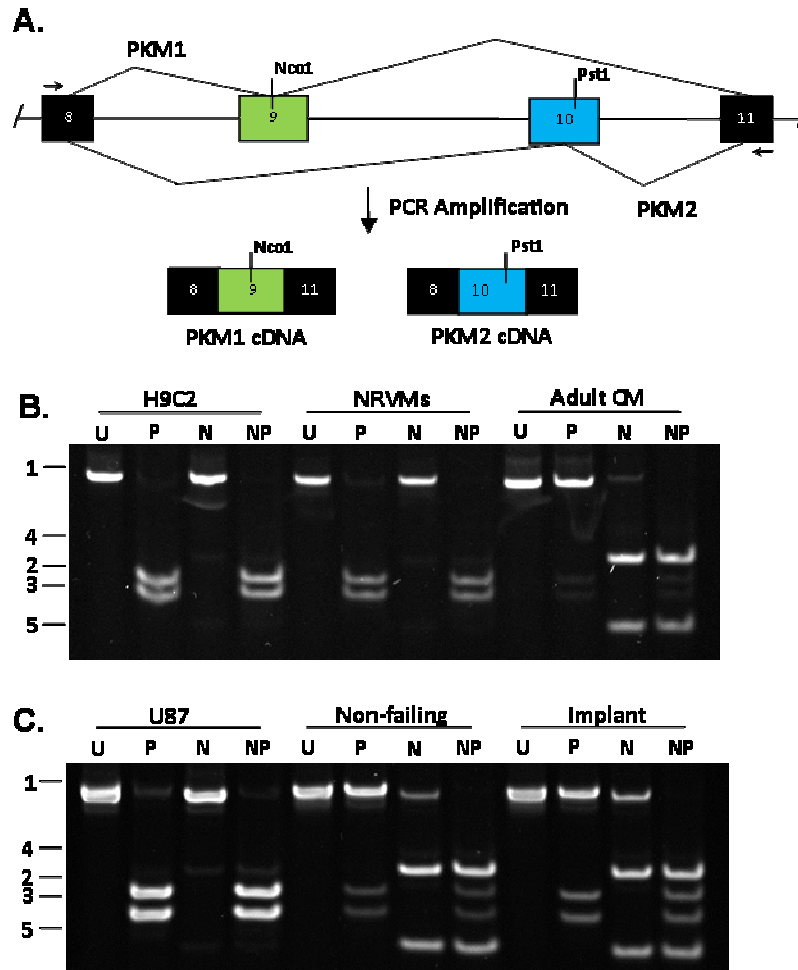 A.
PKM1
Nco1
Pst1
8
9
10
11
PCR Amplification
PKM2
Nco1
Pst1
8 9 11
8 10 11
PKM1 cDNA
PKM2 cDNA
B.
H9C2 NRVMs Adult CM
U P N NP U P N NP U P N NP
1
4
2
3
5
C.
U87 Non-failing Implant
U P N NP U P N NP U P N NP
1
4
2
3
5